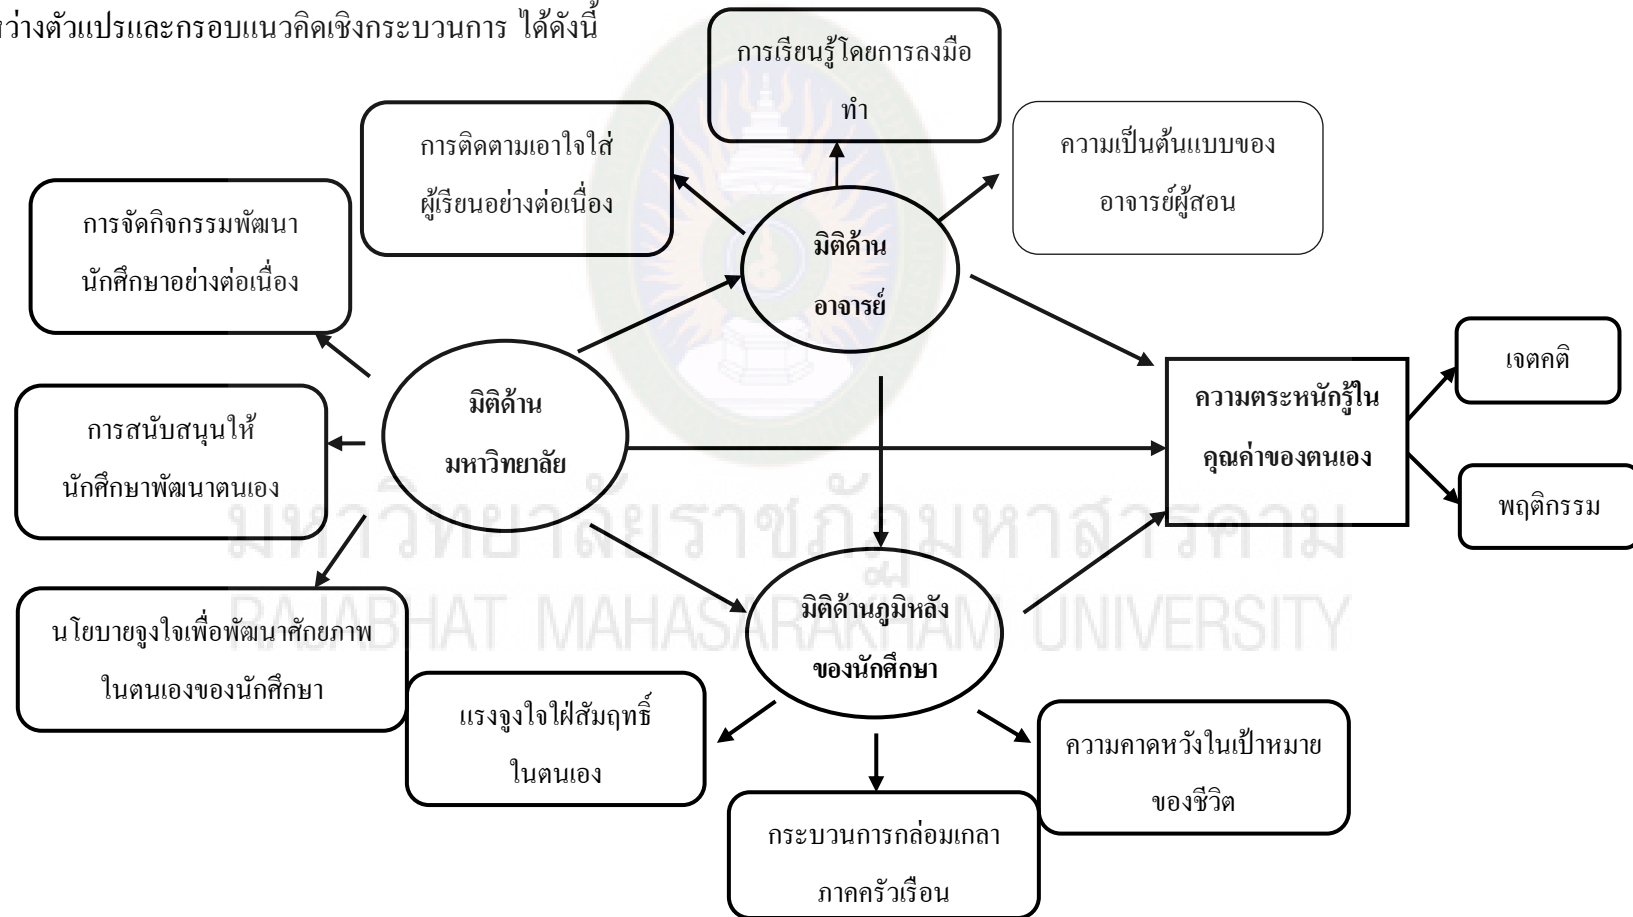 ว่างตัวแปรและกรอบแนวคิดเชิงกระบวนการ ได้ดังนี้
การเรียนรู้โดยการลงมือ
ทำ
การติดตามเอาใจใส่
ผู้เรียนอย่างต่อเนื่อง
ความเป็นต้นแบบของ
อาจารย์ผู้สอน
การจัดกิจกรรมพัฒนา
นักศึกษาอย่างต่อเนื่อง
มิติด้าน
อาจารย์
เจตคติ
มิติด้าน
มหาวิทยาลัย
ความตระหนักรู้ใน
คุณค่าของตนเอง
การสนับสนุนให้
นักศึกษาพัฒนาตนเอง
พฤติกรรม
มหาวิทยาลัยราชภัฏมหาสารคาม
RAJABHAT MAHASARAKHAM UNIVERSITY
มิติด้านภูมิหลัง
ของนักศึกษา
นโยบายจูงใจเพื่อพัฒนาศักยภาพ
ในตนเองของนักศึกษา
แรงจูงใจใฝ่สัมฤทธิ์
ในตนเอง
ความคาดหวังในเป้าหมาย
ของชีวิต
กระบวนการกล่อมเกลา
ภาคครัวเรือน